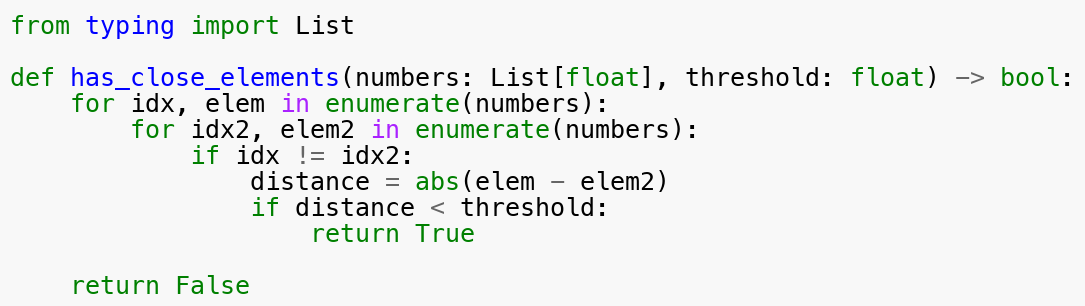 from typing import List

def has_close_elements(numbers: List[float], threshold: float) -> bool:
    for idx, elem in enumerate(numbers):
        for idx2, elem2 in enumerate(numbers):
            if idx != idx2:
                distance = abs(elem - elem2)
                if distance < threshold:
                    return True

    return False